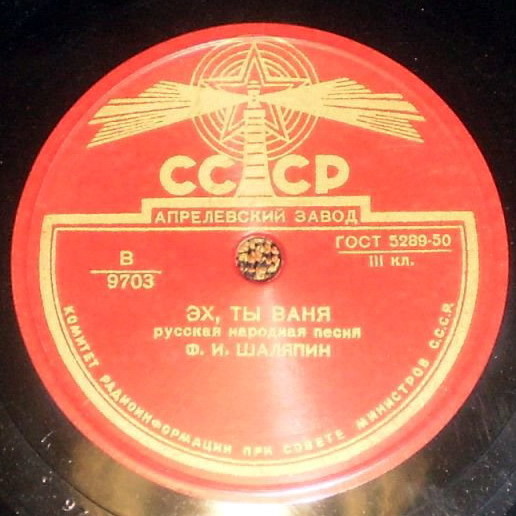 СССР
АПРЕЛЕВСКИЙ ЗАВОД
В
9703
ГОСТ 5289-50
III кл.
ЭХ, ТЫ ВАНЯ
русская народная песня
Ф. И. ШАЛЯПИН
КОМИТЕТ РАДИОИНФОРМАЦИИ ПРИ СОВЕТЕ МИНИСТРОВ С.С.С.Р.